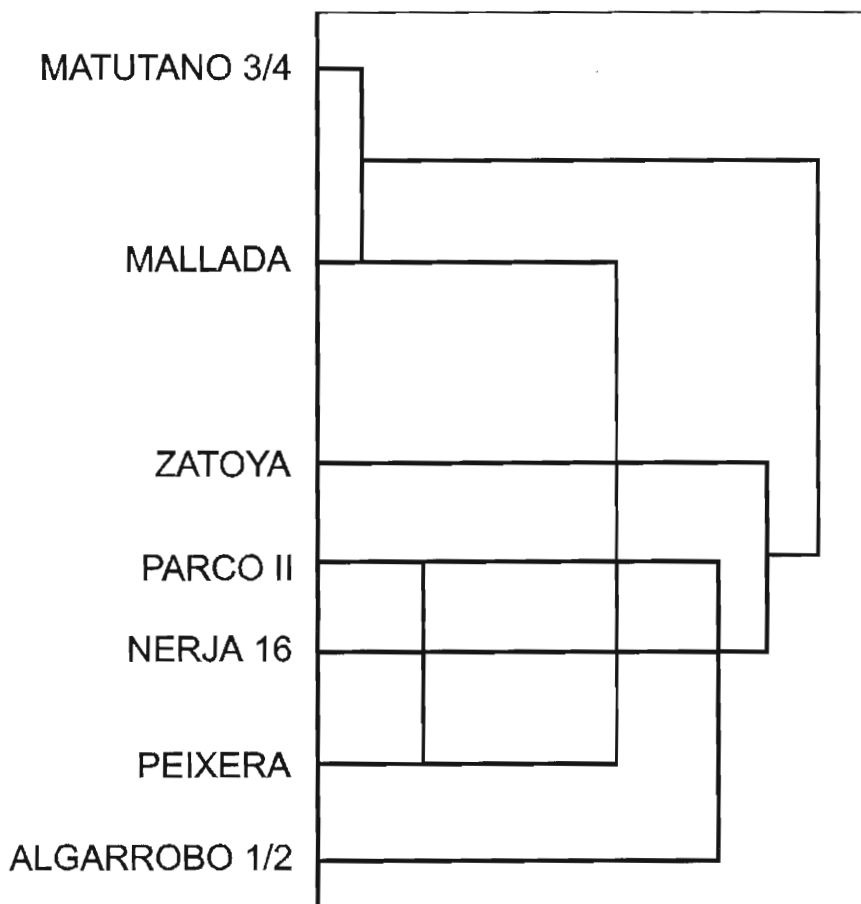 MATUTANO 3/4
MALLADA
ZATOYA
PARCO II
NERJA 16
PEIXERA
ALGARROBO 1/2